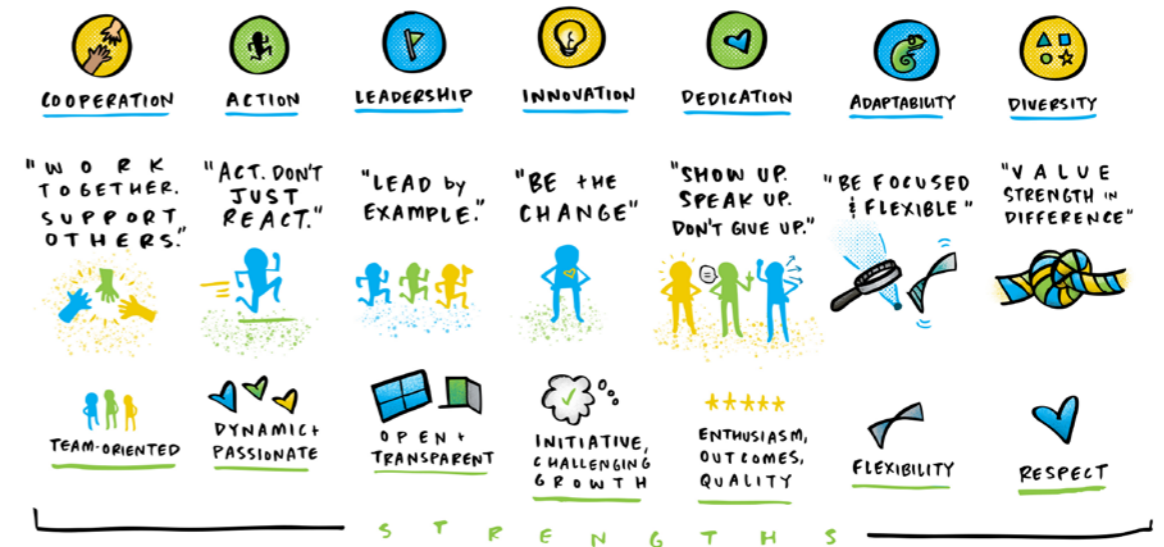 COOPERATION
ACTION
LEADERSHIP
INNOVATION
DEDICATION
ADAPTABILITY
DIVERSITY
"WORK
TOGETHER.
SUPPORT
OTHERS."
"ACT. DON'T
JUST
REACT."
"LEAD by
EXAMPLE."
"BE tHE
CHANGE"
"SHOW UP.
SPEAK UP.
DON'T GIVE UP."
"BE FOCUSED
& FLEXIBLE"
"VALUE
STRENGTH IN
DIFFERENCE"
TEAM-ORIENTED
DYNAMIC+
PASSIONATE
OPEN+
TRANSPARENT
INITIATIVE,
CHALLENGING
GROWTH
ENTHUSIASM,
OUTCOMES,
QUALITY
FLEXIBILITY
RESPECT
STRENGTHS